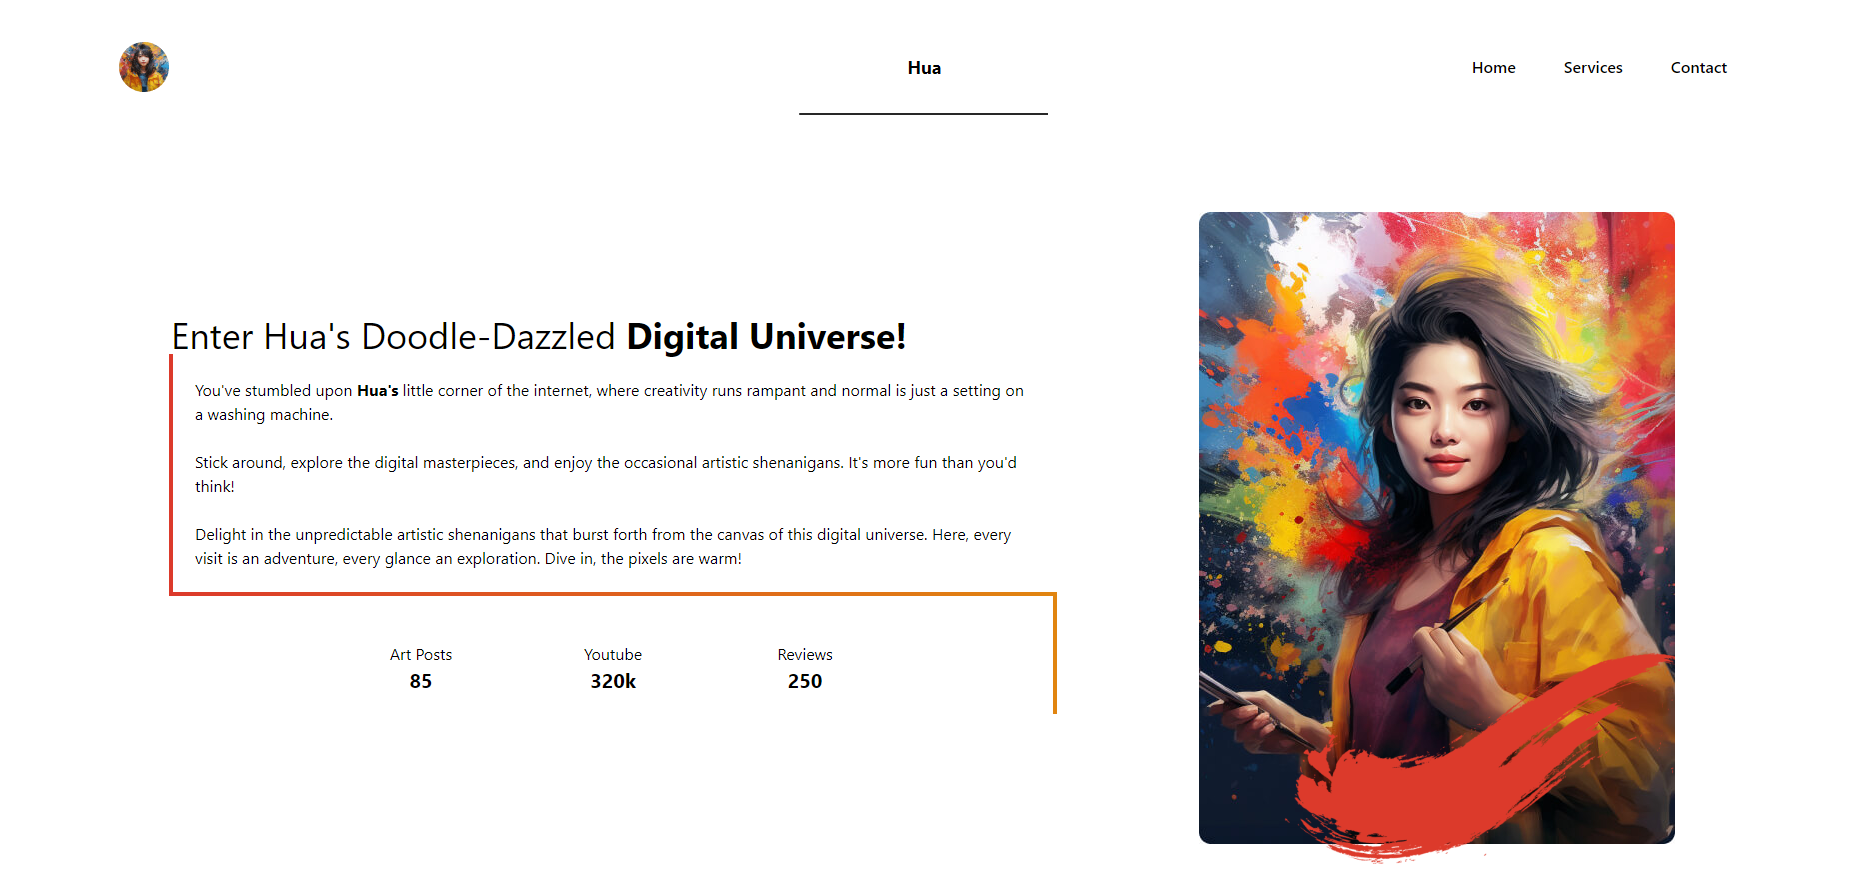 Hua
Home
Services
Contact
Enter Hua's Doodle-Dazzled Digital Universe!
You've stumbled upon Hua's little corner of the internet, where creativity runs rampant and normal is just a setting on
a washing machine.
Stick around, explore the digital masterpieces, and enjoy the occasional artistic shenanigans. It's more fun than you'd
think!
Delight in the unpredictable artistic shenanigans that burst forth from the canvas of this digital universe. Here, every
visit is an adventure, every glance an exploration. Dive in, the pixels are warm!
Art Posts
85
Youtube
320k
Reviews
250